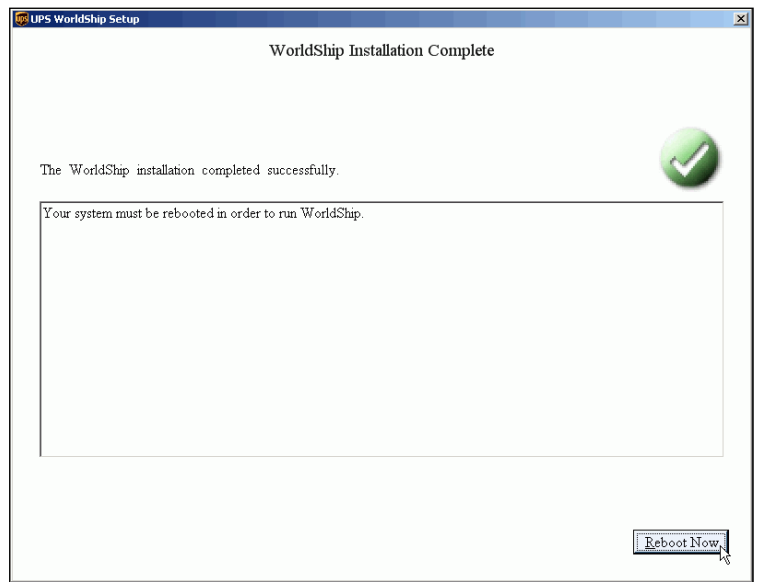 ups UPS WorldShip Setup
WorldShip Installation Complete
The WorldShip installation completed successfully.
Your system must be rebooted in order to run WorldShip.
Reboot Now